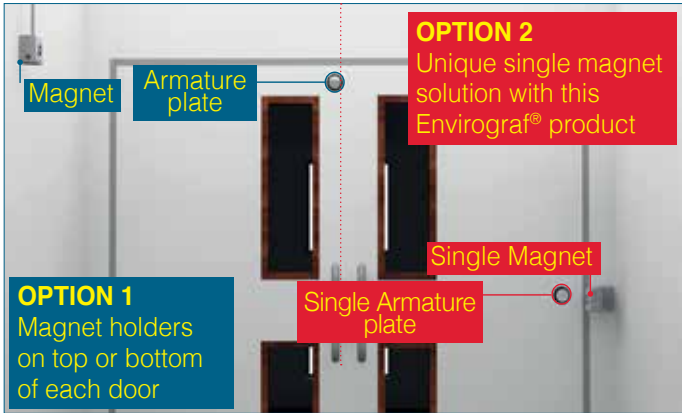 Magnet
Armature
plate
OPTION 2
Unique single magnet
solution with this
Envirograf® product
OPTION 1
Magnet holders
on top or bottom
of each door
Single Magnet
Single Armature
plate